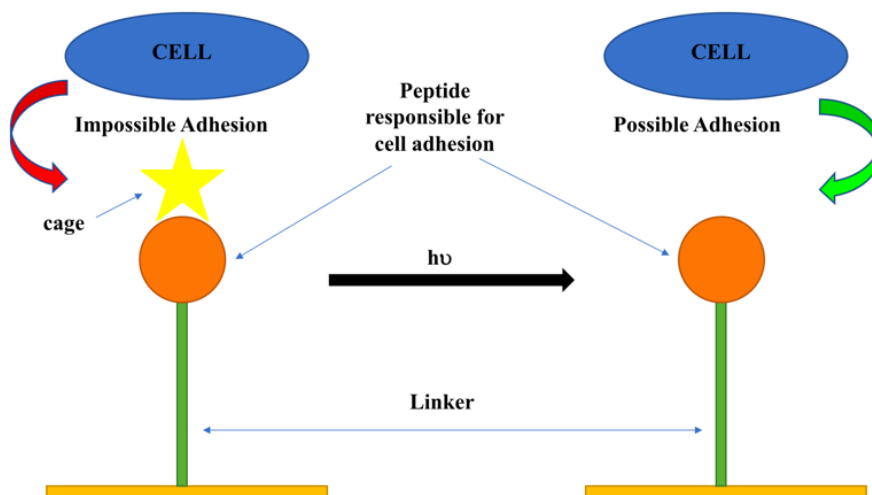 CELL
CELL
Peptide
responsible for
cell adhesion
Impossible Adhesion
Possible Adhesion
cage
hυ
Linker